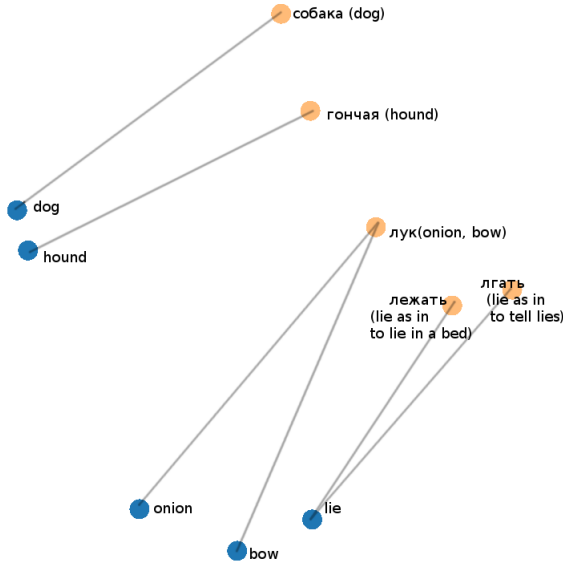 собака (dog)
гончая (hound)
dog
hound
лук(onion, bow)
лгать
(lie as in
to tell lies)
лежать
(lie as in
to lie in a bed)
onion
lie
bow